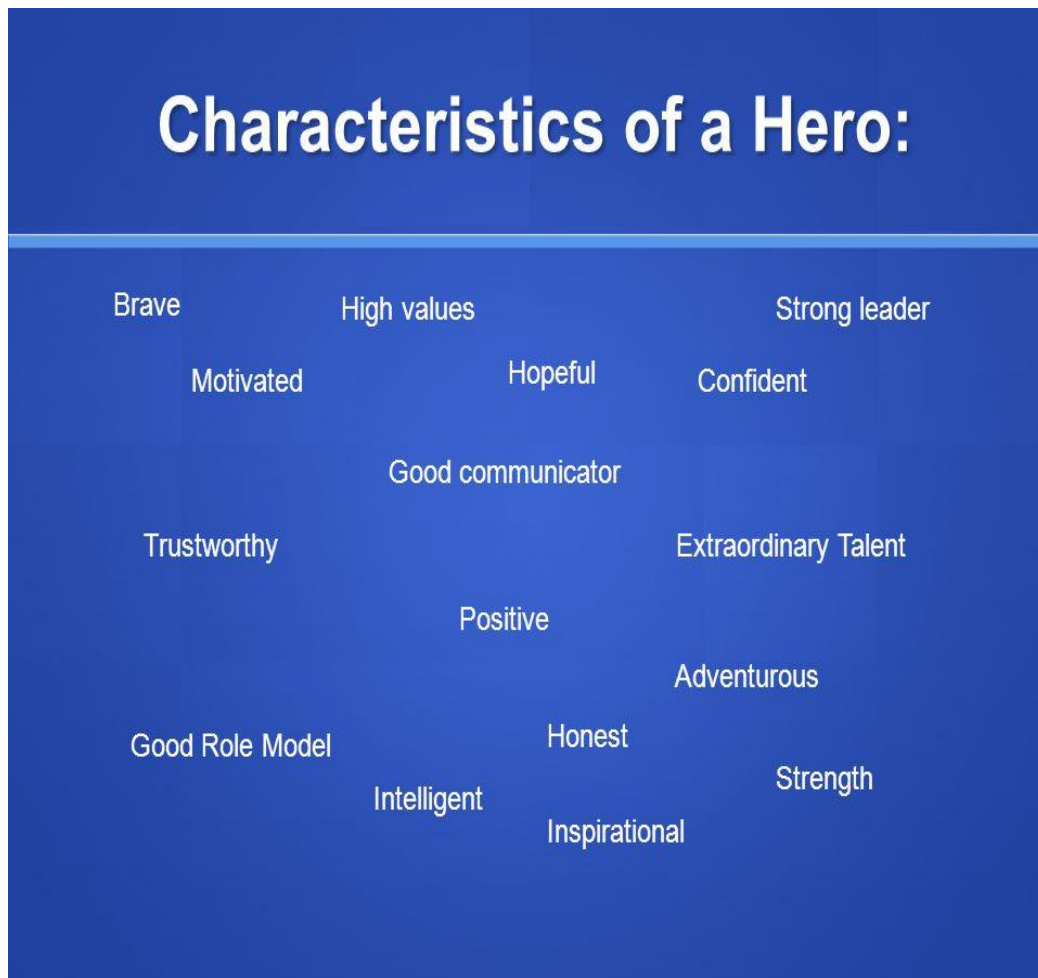 Characteristics of a Hero:
Brave
High values
Strong leader
Motivated
Hopeful
Confident
Good communicator
Trustworthy
Extraordinary Talent
Positive
Adventurous
Good Role Model
Honest
Strength
Intelligent
Inspirational